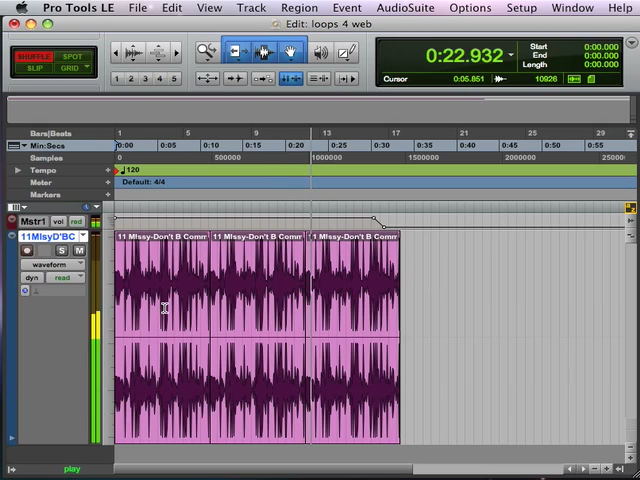 Pro Tools LE File Edit View Track Region Event AudioSuite Options Setup Window Help
Edit: loops 4 web
SHUFFLE SPOT
SLIP GRID
1 2 3 4 5
0:22.932
Start 0:00.000
End 0:00.000
Length 0:00.000
Cursor 0:05.851 10926
Bars|Beats 1 5 9 13 17 29
Min:Secs 0:00 0:05 0:10 0:15 0:20 0:25 0:30 0:35 0:40 0:45 0:50 0:55
Samples 0 500000 1000000 1500000 2000000 25000
Tempo 120
Meter Default: 4/4
Markers
Mstr1 vol red
11MIsyD'BC 11 MIssy-Don't B Comm 11 MIssy-Don't B Comm 1 MIssy-Don't B Comm
S M
waveform
dyn read
play